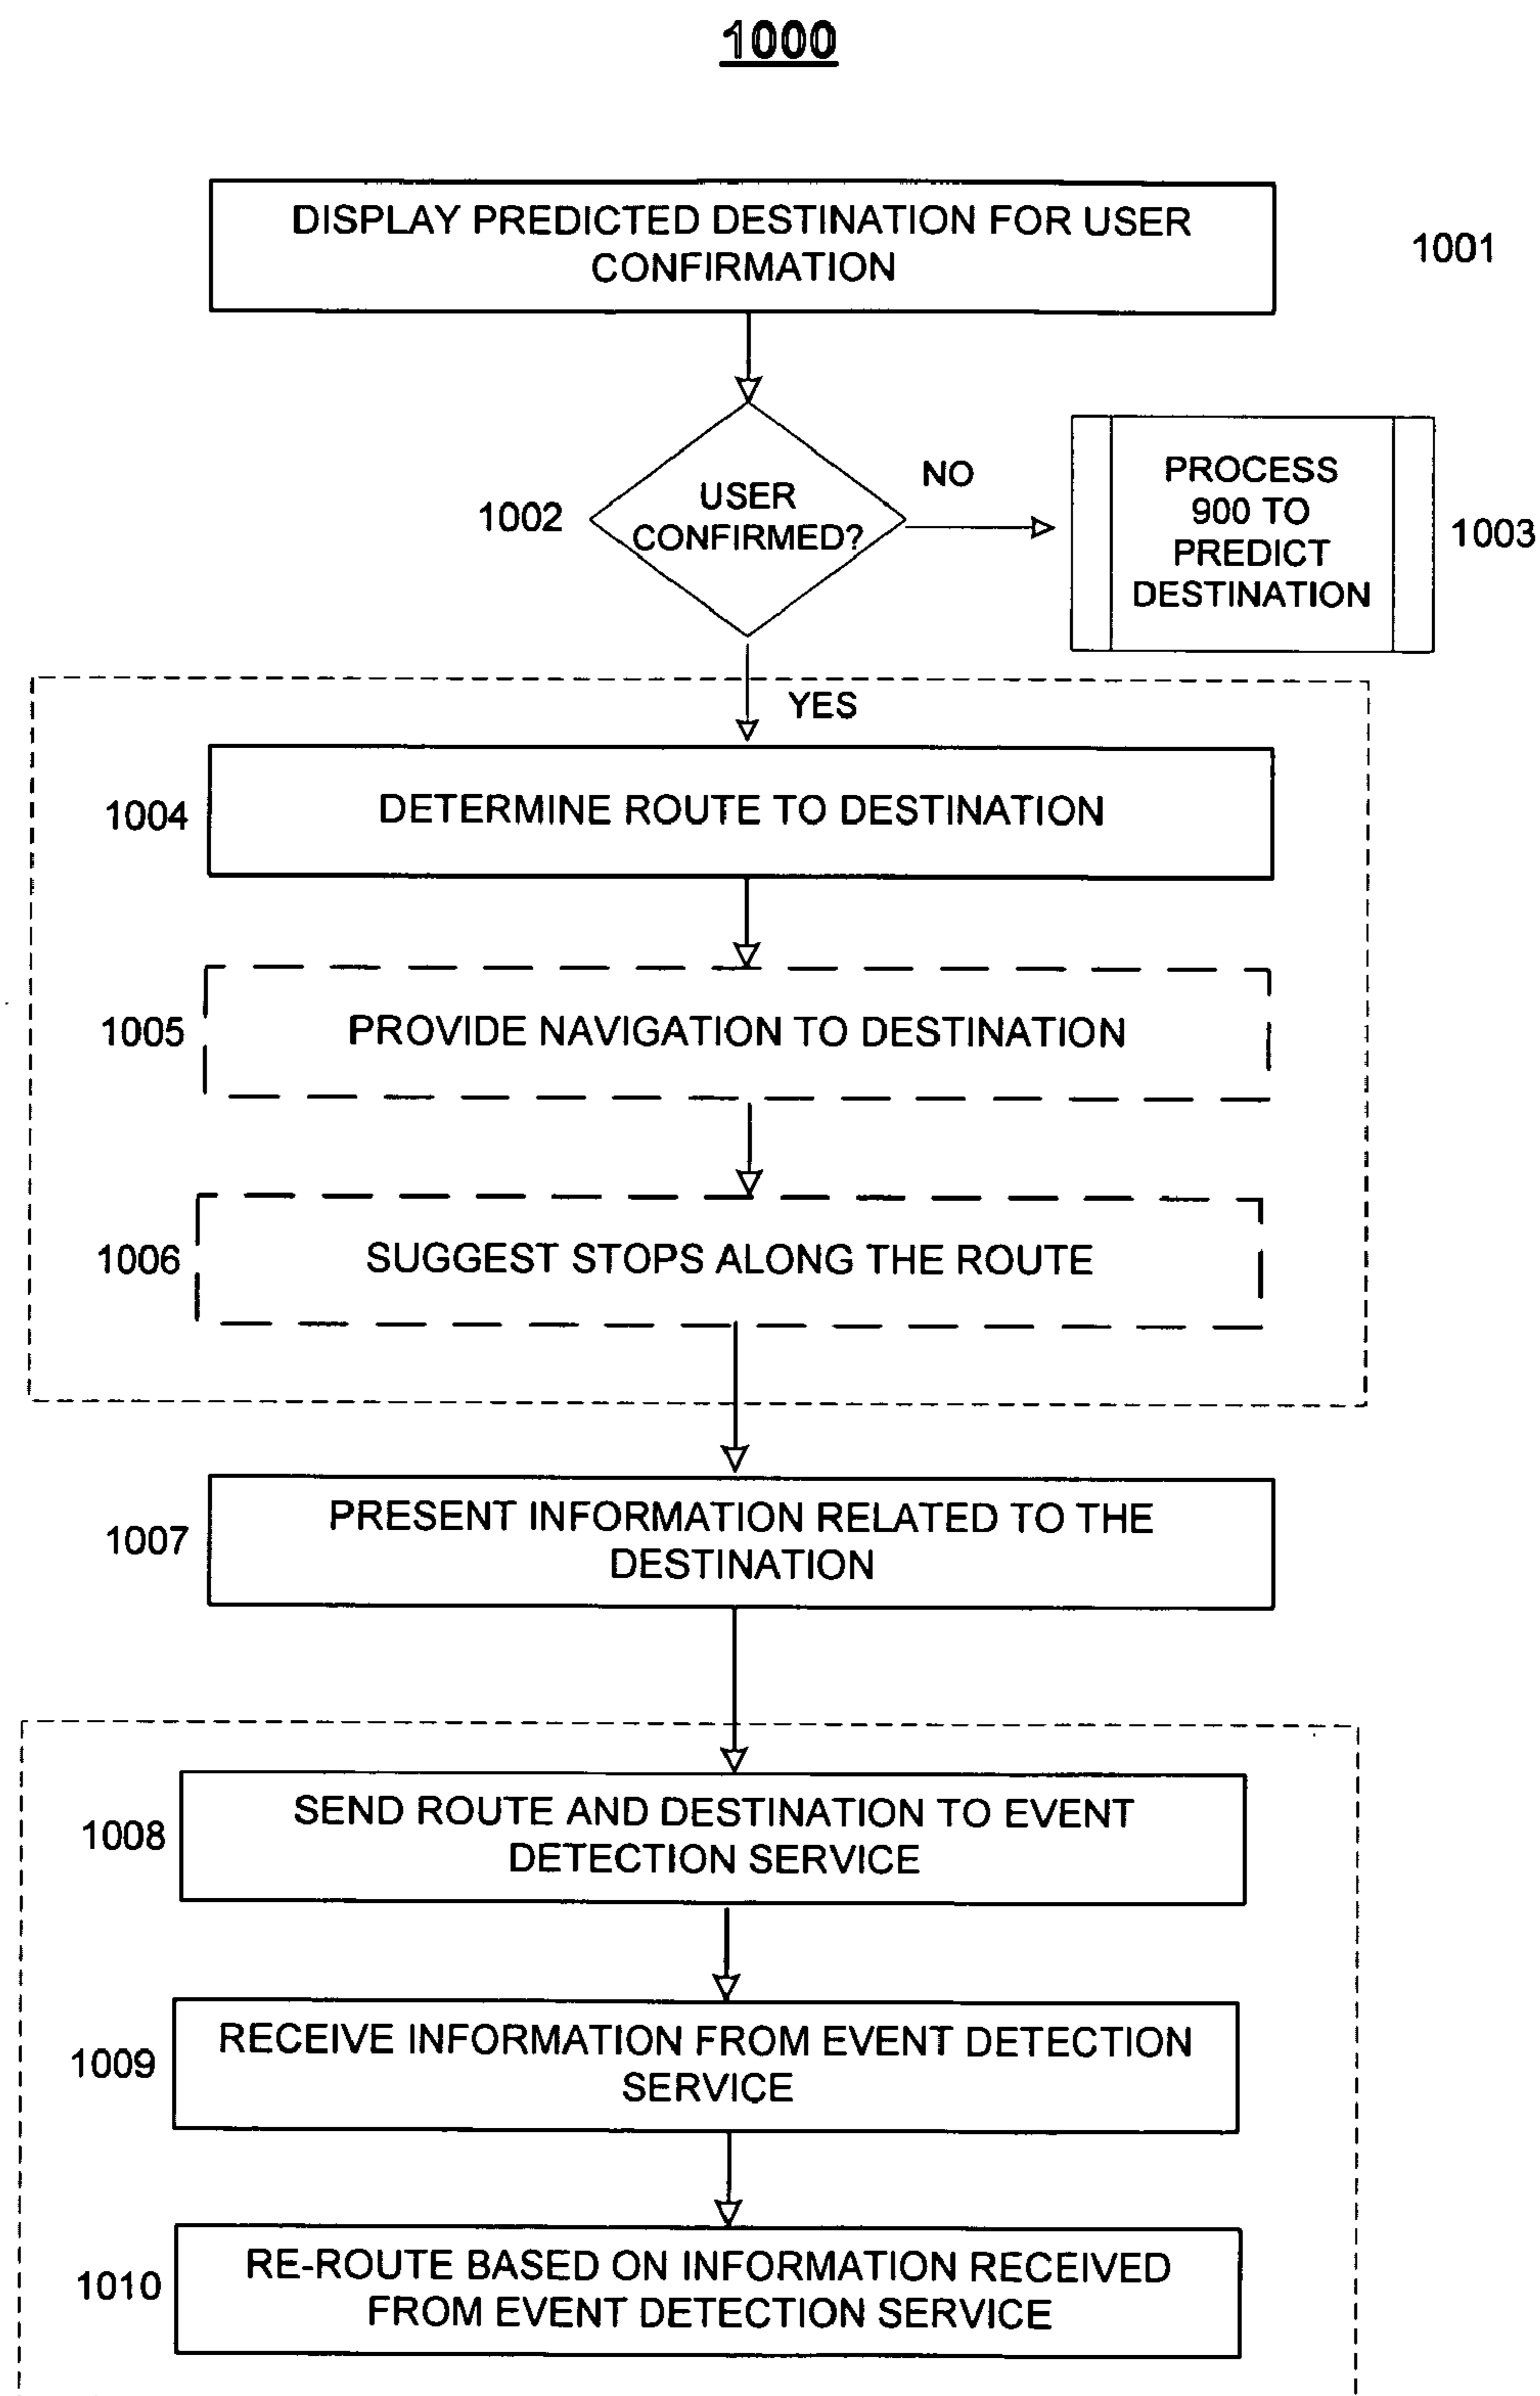 1000
DISPLAY PREDICTED DESTINATION FOR USER
CONFIRMATION
1001
1002
USER
CONFIRMED?
NO
PROCESS
900 TO
PREDICT
DESTINATION
1003
YES
1004
DETERMINE ROUTE TO DESTINATION
1005
PROVIDE NAVIGATION TO DESTINATION
1006
SUGGEST STOPS ALONG THE ROUTE
1007
PRESENT INFORMATION RELATED TO THE
DESTINATION
1008
SEND ROUTE AND DESTINATION TO EVENT
DETECTION SERVICE
1009
RECEIVE INFORMATION FROM EVENT DETECTION
SERVICE
1010
RE-ROUTE BASED ON INFORMATION RECEIVED
FROM EVENT DETECTION SERVICE